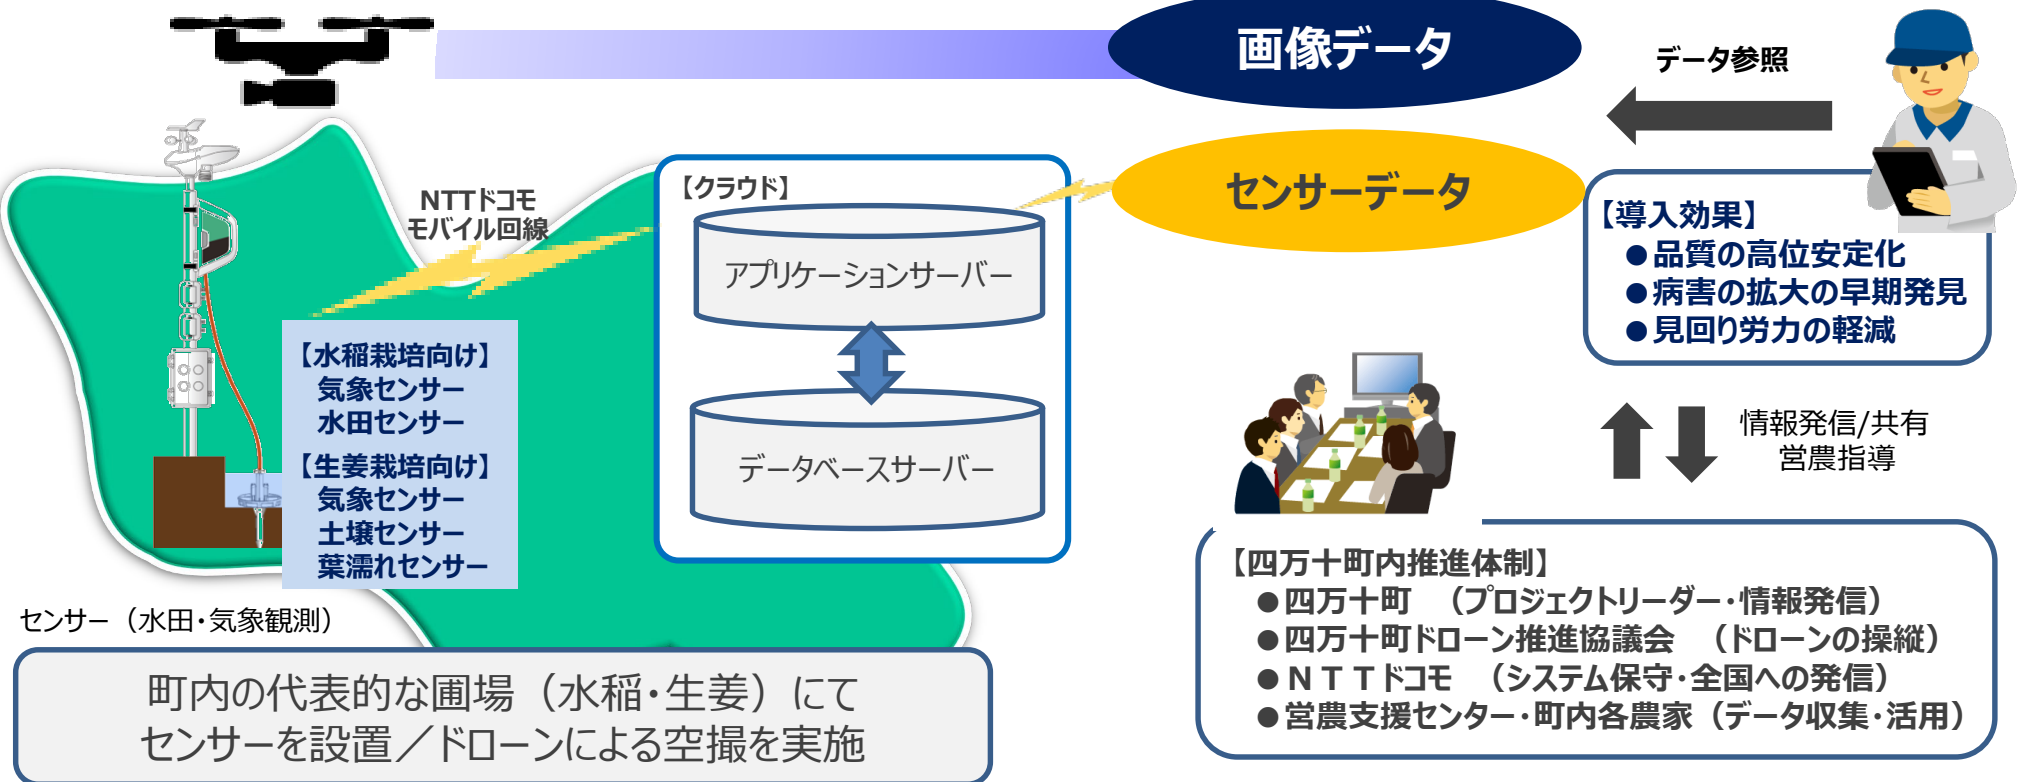 画像データ
データ参照
センサーデータ
NTTドコモ
モバイル回線
【クラウド】
アプリケーションサーバー
データベースサーバー
【導入効果】
●品質の高位安定化
●病害の拡大の早期発見
●見回り労力の軽減
【水稲栽培向け】
気象センサー
水田センサー
【生姜栽培向け】
気象センサー
土壌センサー
葉濡れセンサー
情報発信/共有
営農指導
センサー（水田・気象観測）
町内の代表的な圃場（水稲・生姜）にて
センサーを設置／ドローンによる空撮を実施
【四万十町内推進体制】
●四万十町　（プロジェクトリーダー・情報発信）
●四万十町ドローン推進協議会　（ドローンの操縦）
●ＮＴＴドコモ　（システム保守・全国への発信）
●営農支援センター・町内各農家（データ収集・活用）